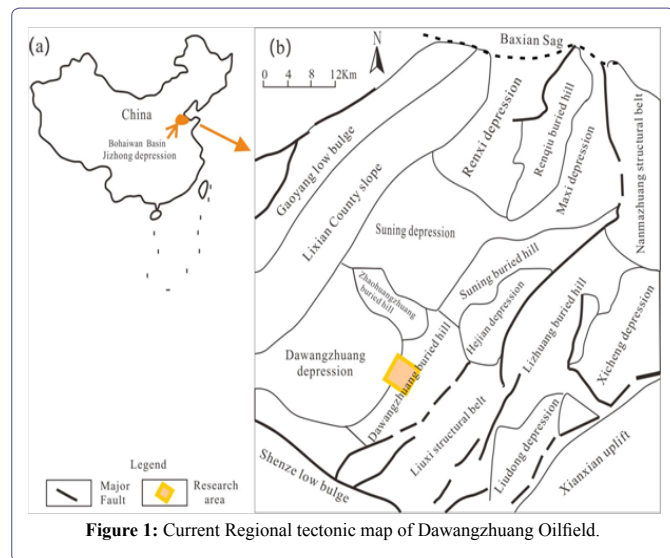 (a)
China
Bohaiwan Basin
Jizhong depression
Legend
Major
Fault
Research
area
(b)
N
0 4 8 12Km
Baxian Sag
Gaoyang low bulge
Lixian County slope
Renxi depression
Renqiu buried hill
Maxi depression
Nanmazhuang structural belt
Suning depression
Suning buried hill
Zhaohuangzhuang
buried hill
Hejian depression
Lizhuang buried hill
Xicheng depression
Dawangzhuang
depression
Dawangzhuang buried hill
Liuxi structural belt
Liudong depression
Xianxian uplift
Shenze low bulge
Figure 1: Current Regional tectonic map of Dawangzhuang Oilfield.